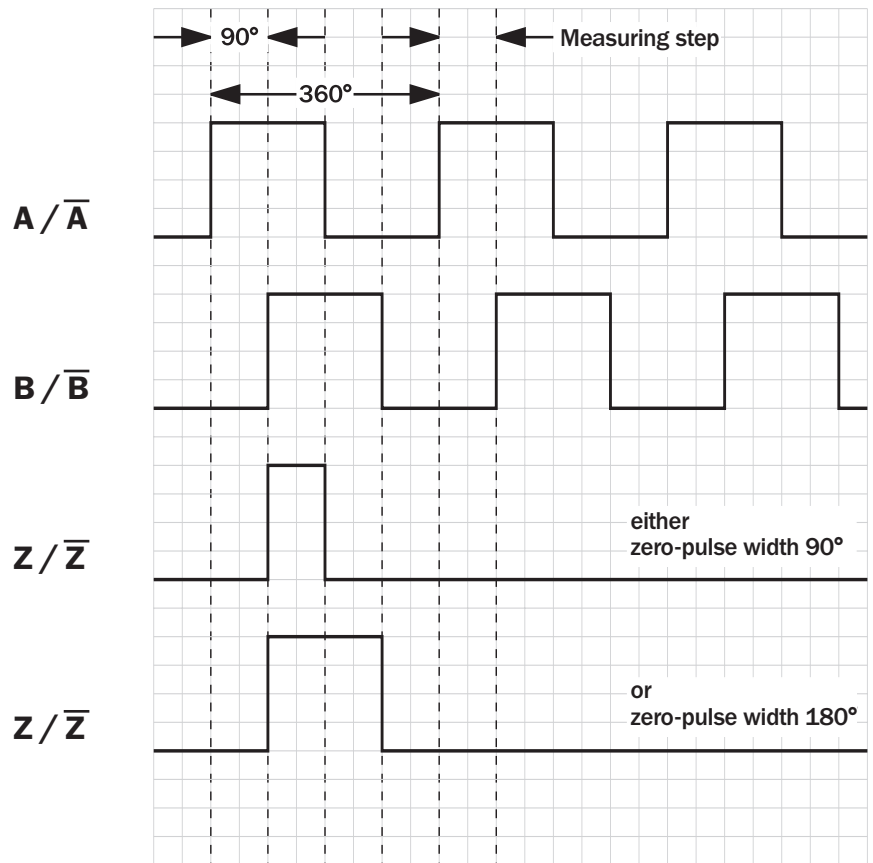 90° Measuring step
360°
A / A̅
B / B̅
Z / Z̅
either
zero-pulse width 90°
Z / Z̅
or
zero-pulse width 180°